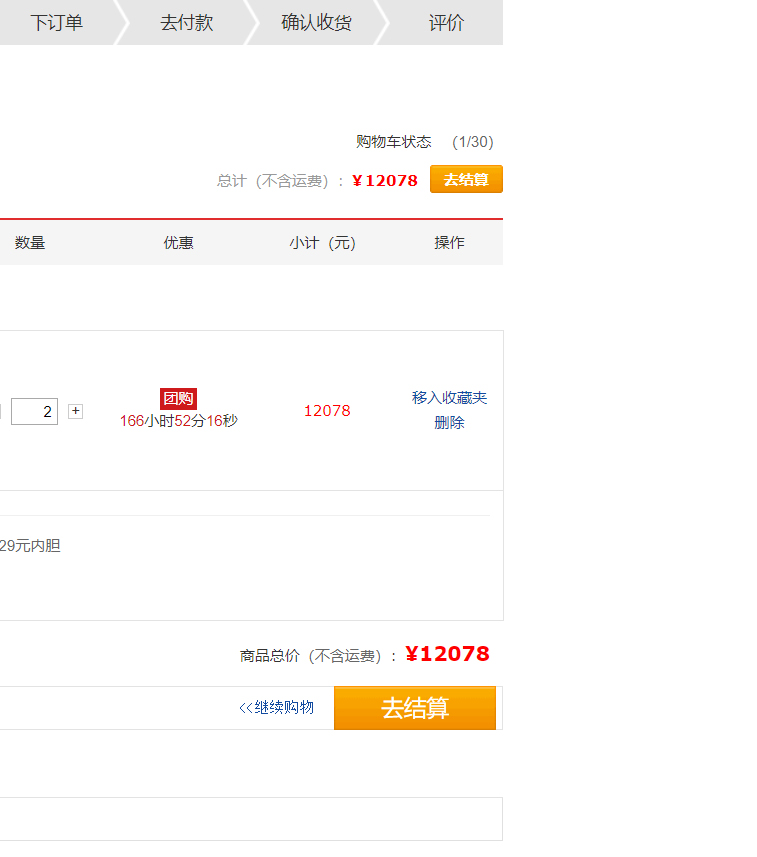 下订单 去付款 确认收货 评价
购物车状态 （1/30）
总计（不含运费）： ¥12078 去结算
数量 优惠 小计（元） 操作
团购
2 + 166小时52分16秒 12078 移入收藏夹
删除
29元内胆
商品总价（不含运费）： ¥12078
<<继续购物 去结算